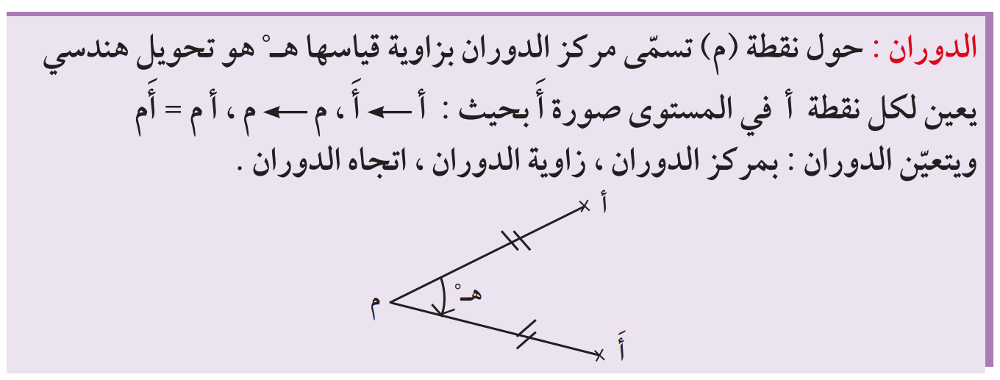 الدوران : حول نقطة (م) تسمّى مركز الدوران بزاوية قياسها هـ° هو تحويل هندسي
يعين لكل نقطة أ في المستوى صورة أَ بحيث : أ ← أَ ، م ← م ، أ م = أَ م
ويتعيّن الدوران : بمركز الدوران ، زاوية الدوران ، اتجاه الدوران .
أ
هـ°
م
أَ